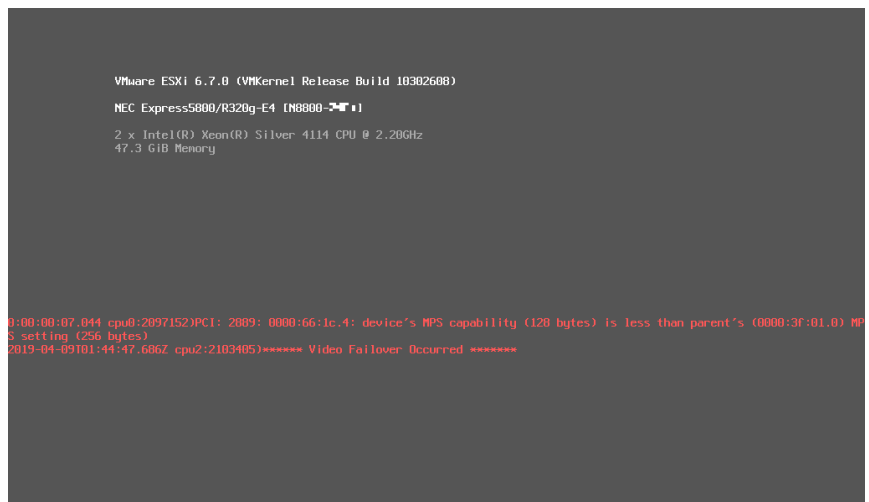 VMware ESXi 6.7.0 (VMKernel Release Build 10302608)
NEC Express5800/R320g-E4 [N8800-
2 x Intel(R) Xeon(R) Silver 4114 CPU @ 2.20GHz
47.3 GiB Memory
0:00:00:07.044 cpu0:2097152)PCI: 2889: 0000:66:1c.4: device's MPS capability (128 bytes) is less than parent's (0000:3f:01.0) MP
S setting (256 bytes)
2019-04-09T01:44:47.686Z cpu2:2103405)****** Video Failover Occurred *******